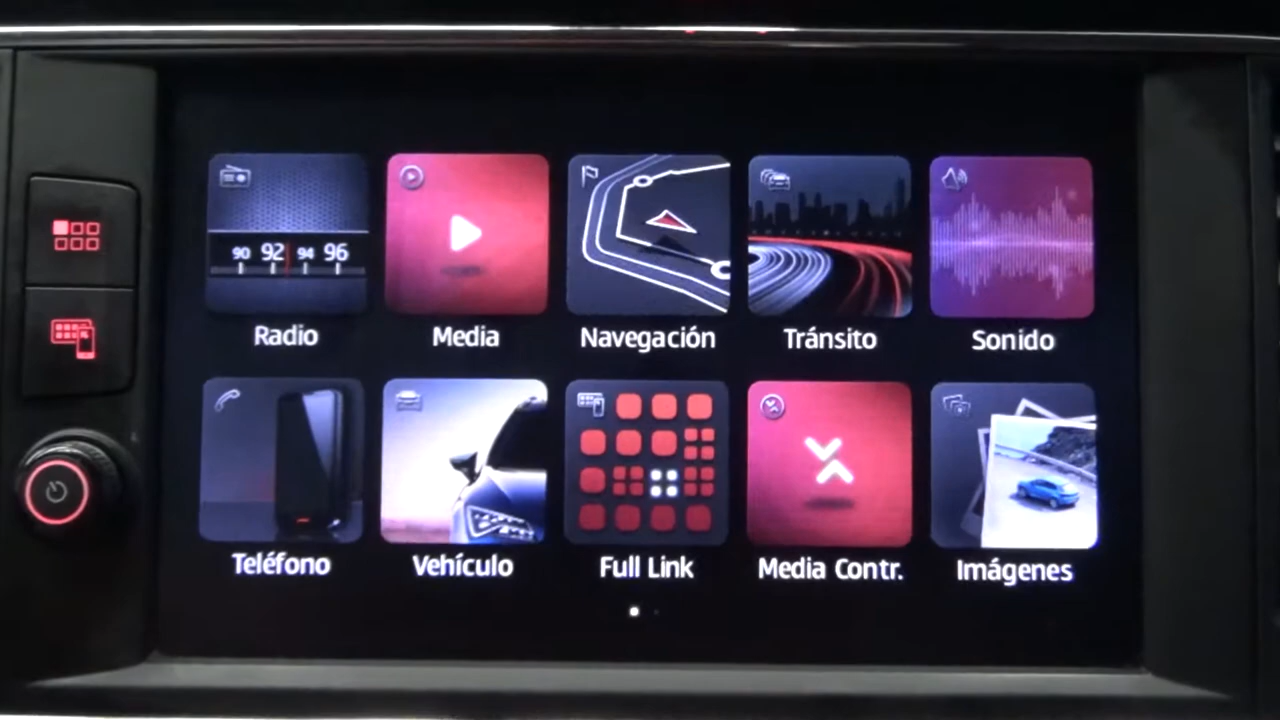 90 92 94 96
Radio
Media
Navegación
Tránsito
Sonido
Teléfono
Vehículo
Full Link
Media Contr.
Imágenes